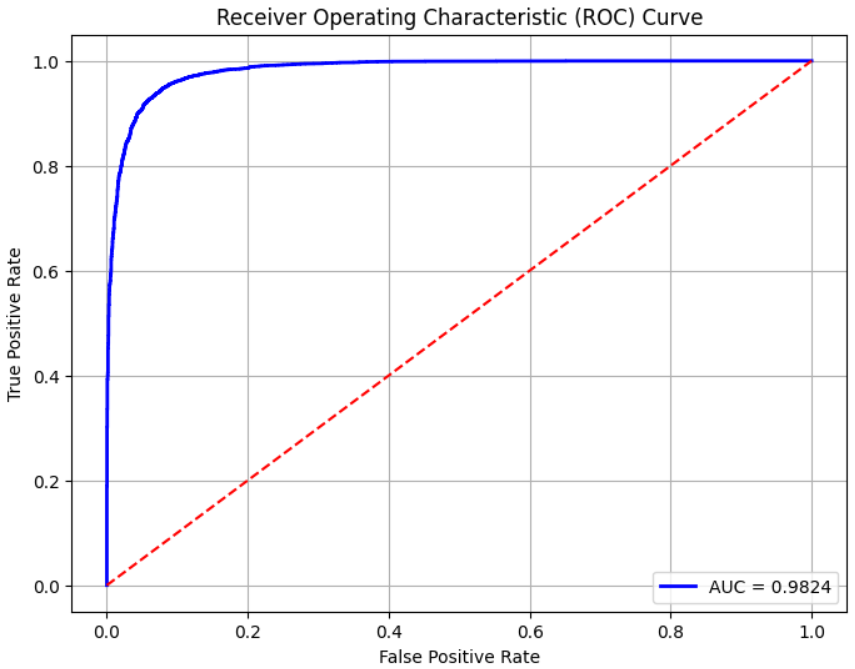 Receiver Operating Characteristic (ROC) Curve
True Positive Rate
1.0
0.8
0.6
0.4
0.2
0.0
AUC = 0.9824
0.0 0.2 0.4 0.6 0.8 1.0
False Positive Rate